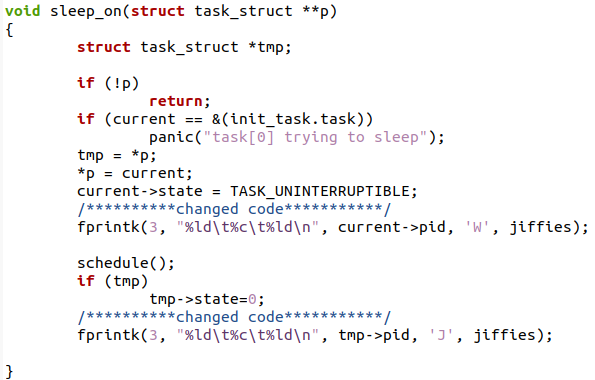 void sleep_on(struct task_struct **p)
{
        struct task_struct *tmp;

        if (!p)
                return;
        if (current == &(init_task.task))
                panic("task[0] trying to sleep");
        tmp = *p;
        *p = current;
        current->state = TASK_UNINTERRUPTIBLE;
        /**********changed code***********/
        fprintk(3, "%ld\t%c\t%ld\n", current->pid, 'W', jiffies);

        schedule();
        if (tmp)
                tmp->state=0;
        /**********changed code***********/
        fprintk(3, "%ld\t%c\t%ld\n", tmp->pid, 'J', jiffies);

}